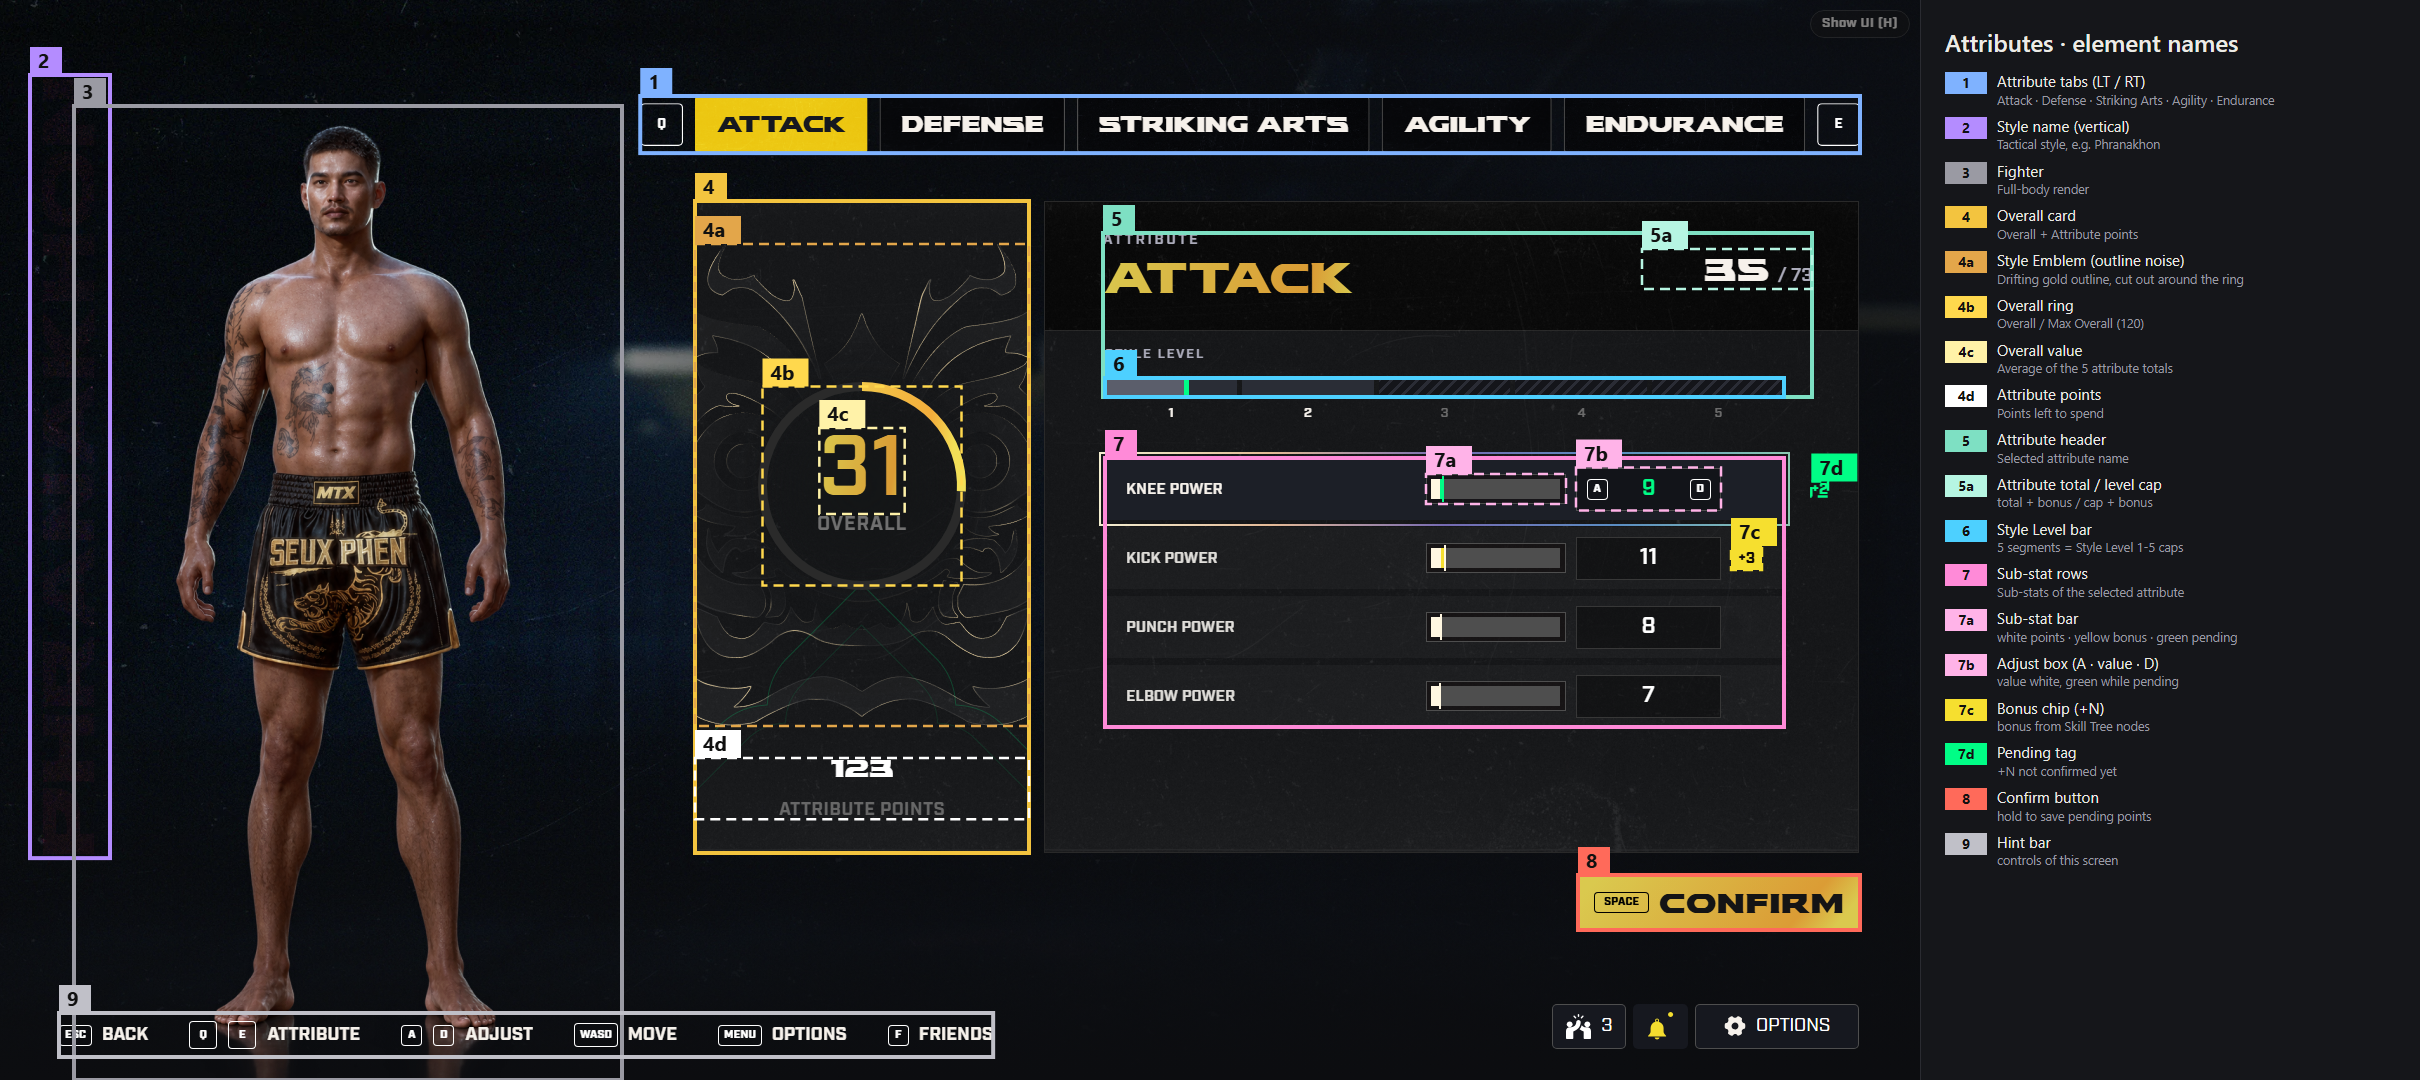 Show UI [H]
2
3
1
Q
ATTACK
DEFENSE
STRIKING ARTS
AGILITY
ENDURANCE
E
4
4a
4b
4c
31
OVERALL
4d
123
ATTRIBUTE POINTS
5
ATTRIBUTE
ATTACK
5a
35 / 73
LEVEL
6
1
2
3
4
5
7
7a
7b
7d
KNEE POWER
A
9
D
+2
7c
KICK POWER
11
+3
PUNCH POWER
8
ELBOW POWER
7
MTX
SEUX PHEN
8
SPACE
CONFIRM
9
ESC BACK
Q E ATTRIBUTE
A D ADJUST
WASD MOVE
MENU OPTIONS
F FRIENDS
3
OPTIONS
Attributes · element names
1 Attribute tabs (LT / RT)
Attack · Defense · Striking Arts · Agility · Endurance
2 Style name (vertical)
Tactical style, e.g. Phranakhon
3 Fighter
Full-body render
4 Overall card
Overall + Attribute points
4a Style Emblem (outline noise)
Drifting gold outline, cut out around the ring
4b Overall ring
Overall / Max Overall (120)
4c Overall value
Average of the 5 attribute totals
4d Attribute points
Points left to spend
5 Attribute header
Selected attribute name
5a Attribute total / level cap
total + bonus / cap + bonus
6 Style Level bar
5 segments = Style Level 1-5 caps
7 Sub-stat rows
Sub-stats of the selected attribute
7a Sub-stat bar
white points · yellow bonus · green pending
7b Adjust box (A · value · D)
value white, green while pending
7c Bonus chip (+N)
bonus from Skill Tree nodes
7d Pending tag
+N not confirmed yet
8 Confirm button
hold to save pending points
9 Hint bar
controls of this screen